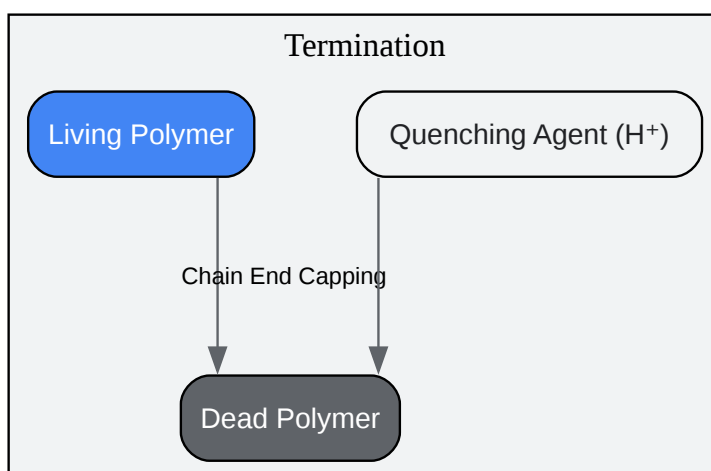 Termination
Living Polymer
Quenching Agent (H⁺)
Chain End Capping
Dead Polymer